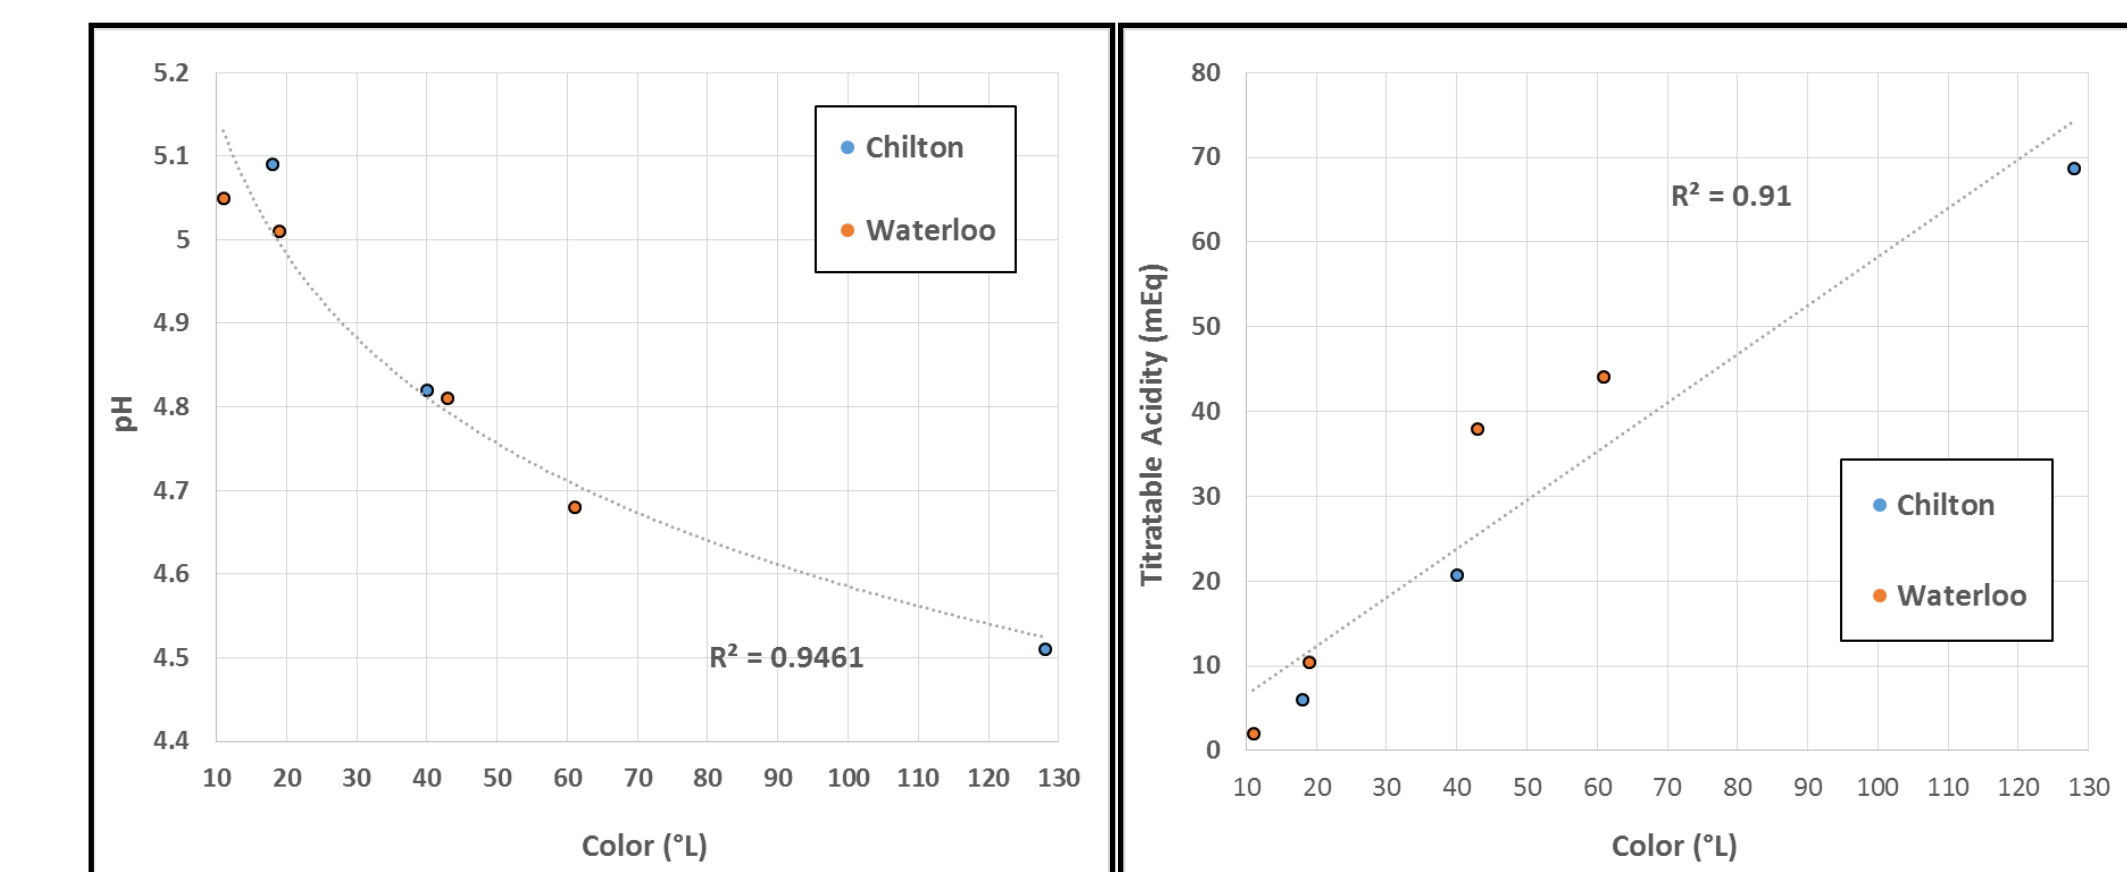 5.2
5.1
5
4.9
4.8
4.7
4.6
4.5
4.4
pH
10 20 30 40 50 60 70 80 90 100 110 120 130
Color (°L)
Chilton
Waterloo
R² = 0.9461
80
70
60
50
40
30
20
10
0
Titratable Acidity (mEq)
10 20 30 40 50 60 70 80 90 100 110 120 130
Color (°L)
R² = 0.91
Chilton
Waterloo